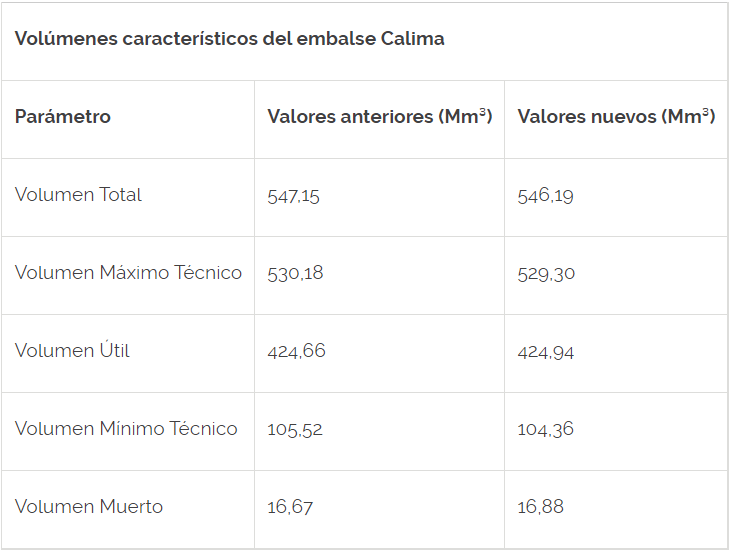 Volúmenes característicos del embalse Calima
Parámetro Valores anteriores (Mm³) Valores nuevos (Mm³)
Volumen Total 547,15 546,19
Volumen Máximo Técnico 530,18 529,30
Volumen Útil 424,66 424,94
Volumen Mínimo Técnico 105,52 104,36
Volumen Muerto 16,67 16,88